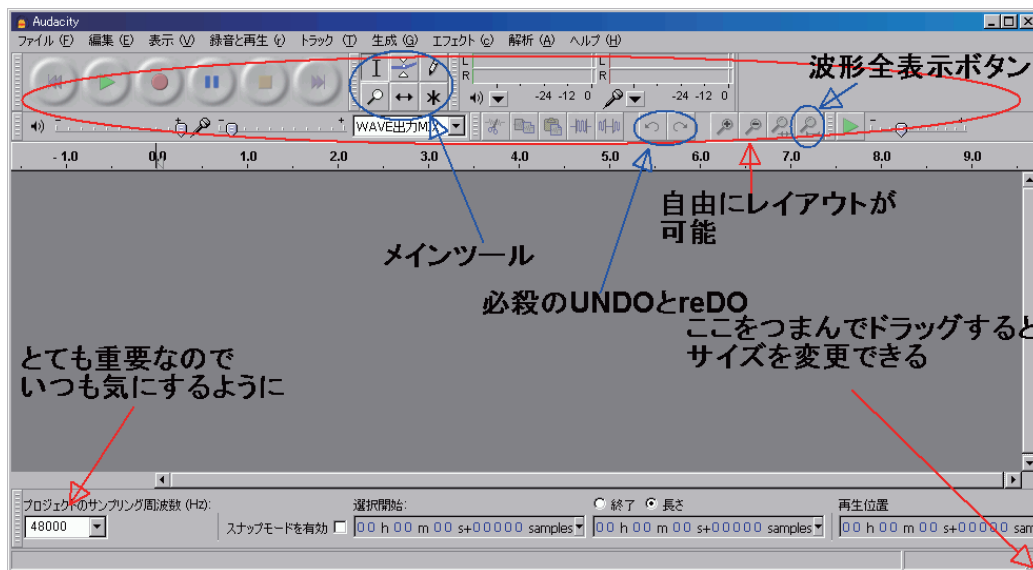 Audacity
ファイル (F) 編集 (E) 表示 (V) 録音と再生 (r) トラック (T) 生成 (G) エフェクト (c) 解析 (A) ヘルプ (H)
L L
R R
波形全表示ボタン
-24 -12 0 -24 -12 0
- + - + WAVE出力Mi - +
- 1.0 0.0 1.0 2.0 3.0 4.0 5.0 6.0 7.0 8.0 9.0
自由にレイアウトが
可能
メインツール
必殺のUNDOとreDO
ここをつまんでドラッグすると
サイズを変更できる
とても重要なので
いつも気にするように
プロジェクトのサンプリング周波数 (Hz): 選択開始: 終了 長さ 再生位置
48000 スナップモードを有効 00 h 00 m 00 s+00000 samples 00 h 00 m 00 s+00000 samples 00 h 00 m 00 s+00000 sam